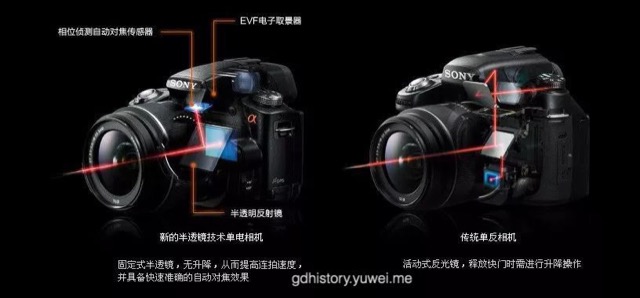 EVF电子取景器
相位侦测自动对焦传感器
SONY
SONY
α
半透明反射镜
新的半透镜技术单电相机
传统单反相机
固定式半透镜，无升降，从而提高连拍速度，
并具备快速准确的自动对焦效果
活动式反光镜，释放快门时需进行升降操作
gdhistory.yuwei.me